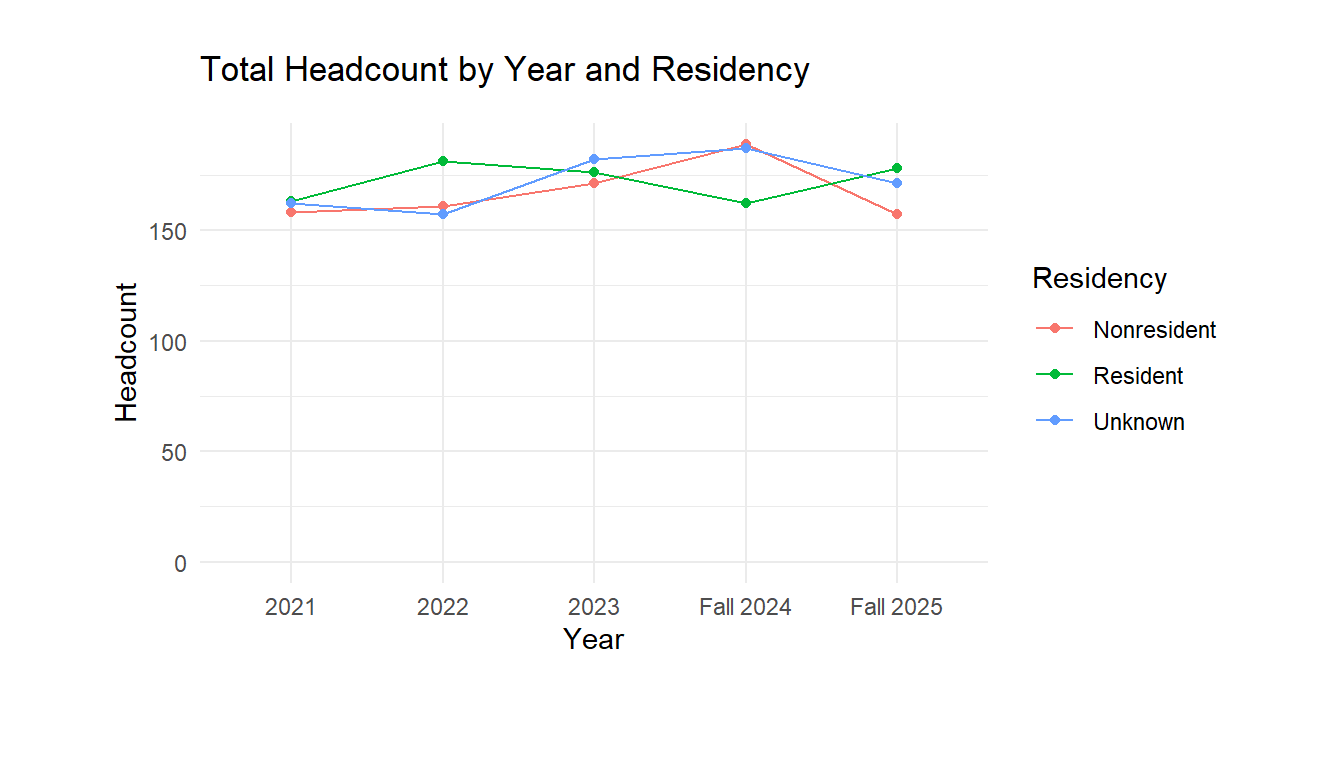 Total Headcount by Year and Residency
150
100
50
0
Headcount
2021 2022 2023 Fall 2024 Fall 2025
Year
Residency
Nonresident
Resident
Unknown